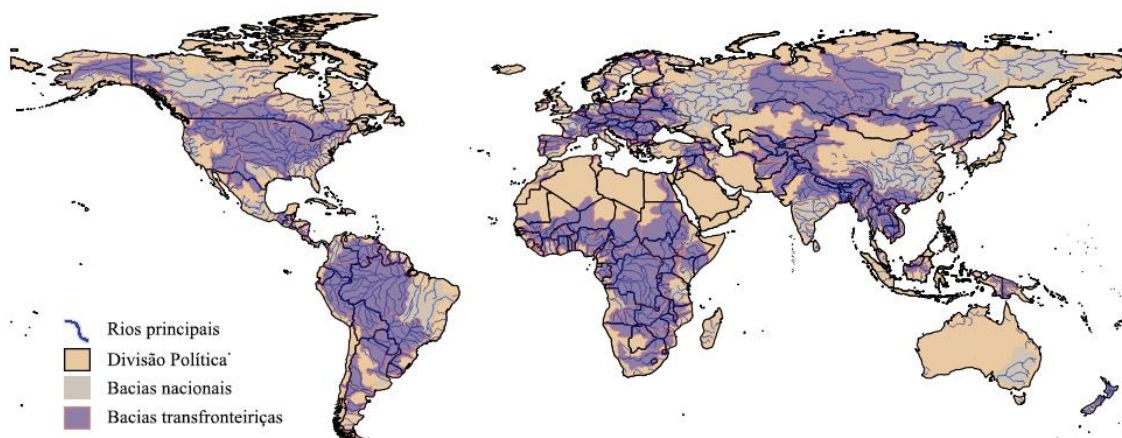 Rios principais
Divisão Política
Bacias nacionais
Bacias transfronteiriças